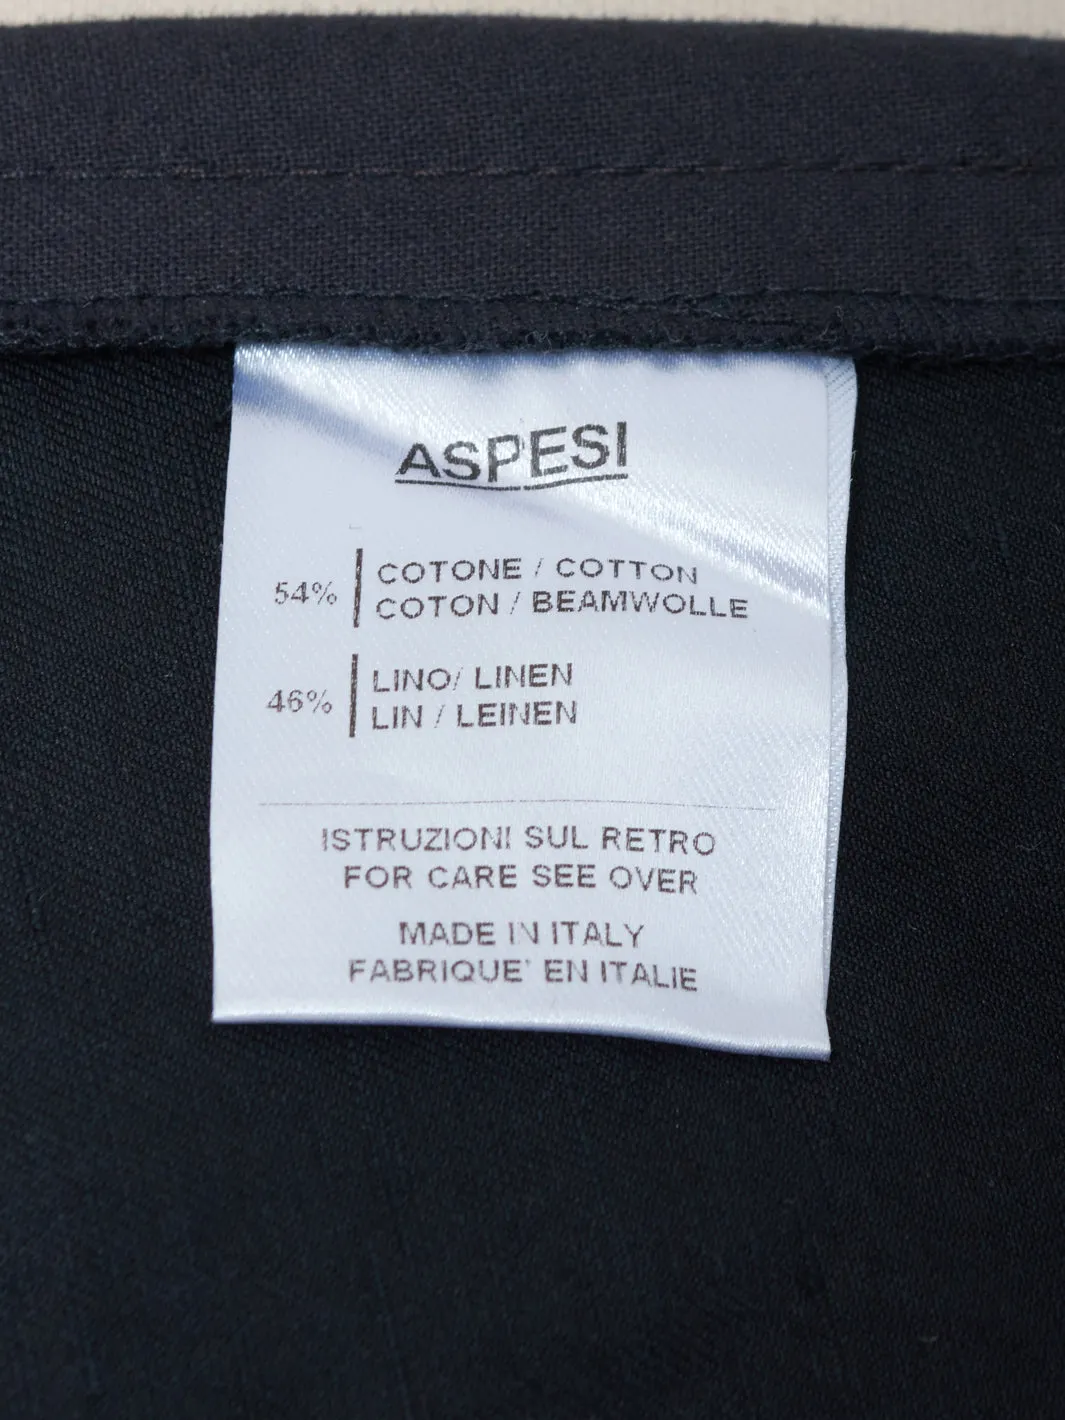 ASPESI
54%
COTONE / COTTON
COTON / BEAMWOLLE
46%
LINO/ LINEN
LIN / LEINEN
ISTRUZIONI SUL RETRO
FOR CARE SEE OVER
MADE IN ITALY
FABRIQUE' EN ITALIE